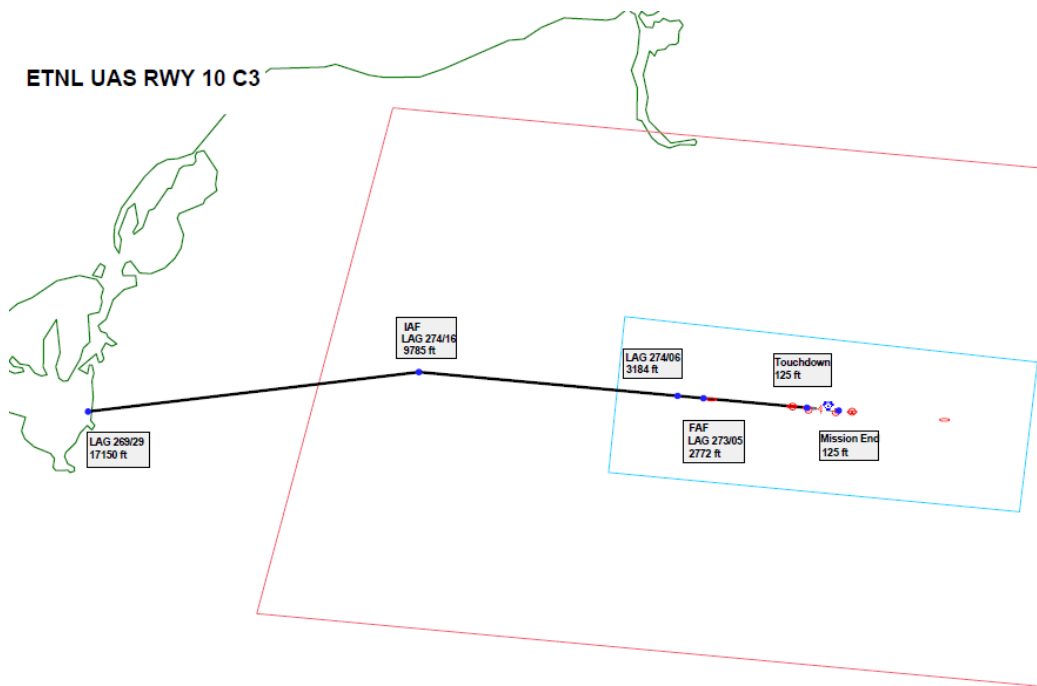 ETNL UAS RWY 10 C3
IAF
LAG 274/16
9785 ft
LAG 274/06
3184 ft
Touchdown
125 ft
LAG 269/29
17150 ft
FAF
LAG 273/05
2772 ft
Mission End
125 ft